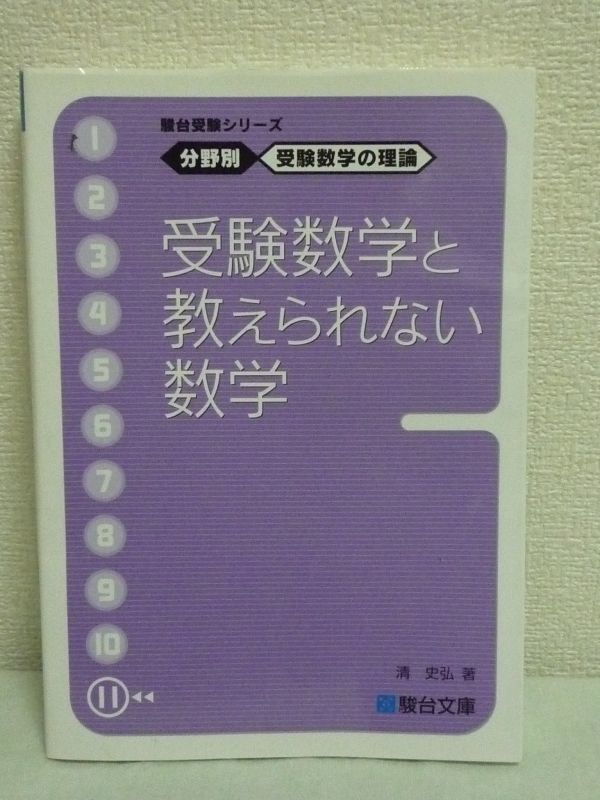 駿台受験シリーズ
分野別 受験数学の理論
受験数学と
教えられない
数学
1
2
3
4
5
6
7
8
9
10
11
清 史弘 著
駿台文庫